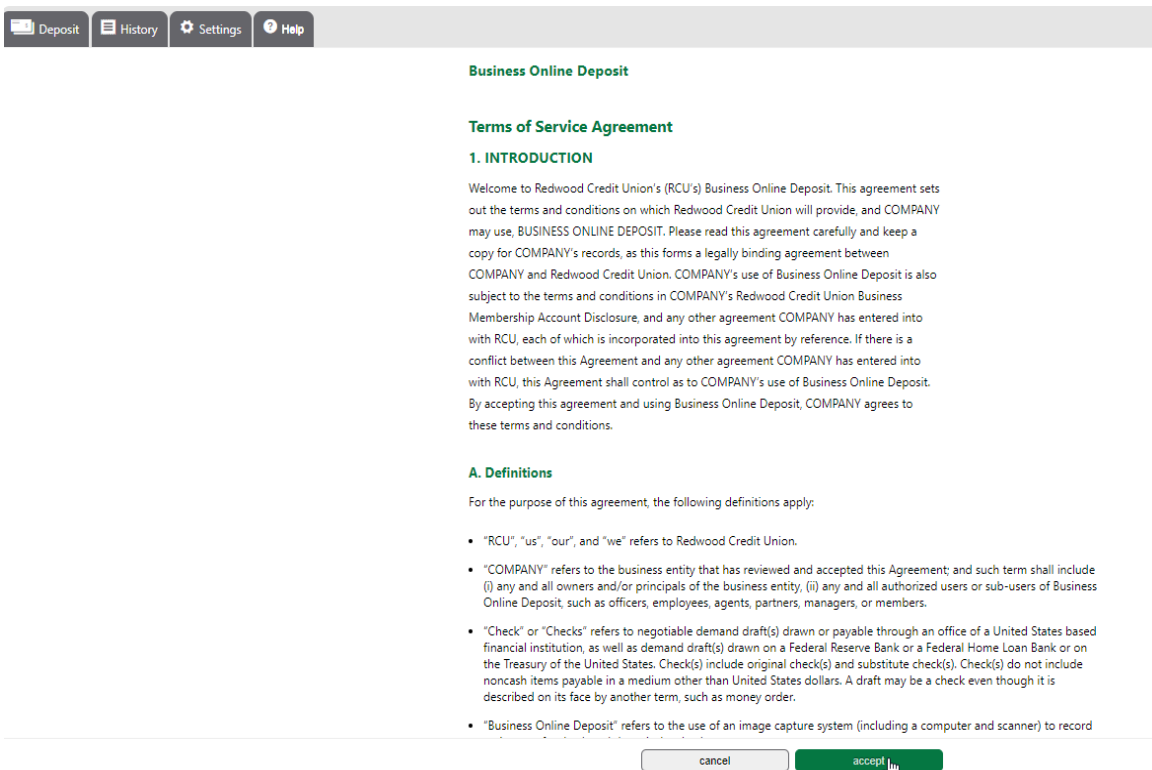 Deposit
History
Settings
Help
Business Online Deposit
Terms of Service Agreement
1. INTRODUCTION
Welcome to Redwood Credit Union's (RCU's) Business Online Deposit. This agreement sets
out the terms and conditions on which Redwood Credit Union will provide, and COMPANY
may use, BUSINESS ONLINE DEPOSIT. Please read this agreement carefully and keep a
copy for COMPANY's records, as this forms a legally binding agreement between
COMPANY and Redwood Credit Union. COMPANY's use of Business Online Deposit is also
subject to the terms and conditions in COMPANY's Redwood Credit Union Business
Membership Account Disclosure, and any other agreement COMPANY has entered into
with RCU, each of which is incorporated into this agreement by reference. If there is a
conflict between this Agreement and any other agreement COMPANY has entered into
with RCU, this Agreement shall control as to COMPANY's use of Business Online Deposit.
By accepting this agreement and using Business Online Deposit, COMPANY agrees to
these terms and conditions.
A. Definitions
For the purpose of this agreement, the following definitions apply:
• "RCU", "us", "our", and "we" refers to Redwood Credit Union.
• "COMPANY" refers to the business entity that has reviewed and accepted this Agreement; and such term shall include
(i) any and all owners and/or principals of the business entity, (ii) any and all authorized users or sub-users of Business
Online Deposit, such as officers, employees, agents, partners, managers, or members.
• "Check" or "Checks" refers to negotiable demand draft(s) drawn or payable through an office of a United States based
financial institution, as well as demand draft(s) drawn on a Federal Reserve Bank or a Federal Home Loan Bank or on
the Treasury of the United States. Check(s) include original check(s) and substitute check(s). Check(s) do not include
noncash items payable in a medium other than United States dollars. A draft may be a check even though it is
described on its face by another term, such as money order.
• "Business Online Deposit" refers to the use of an image capture system (including a computer and scanner) to record
cancel
accept